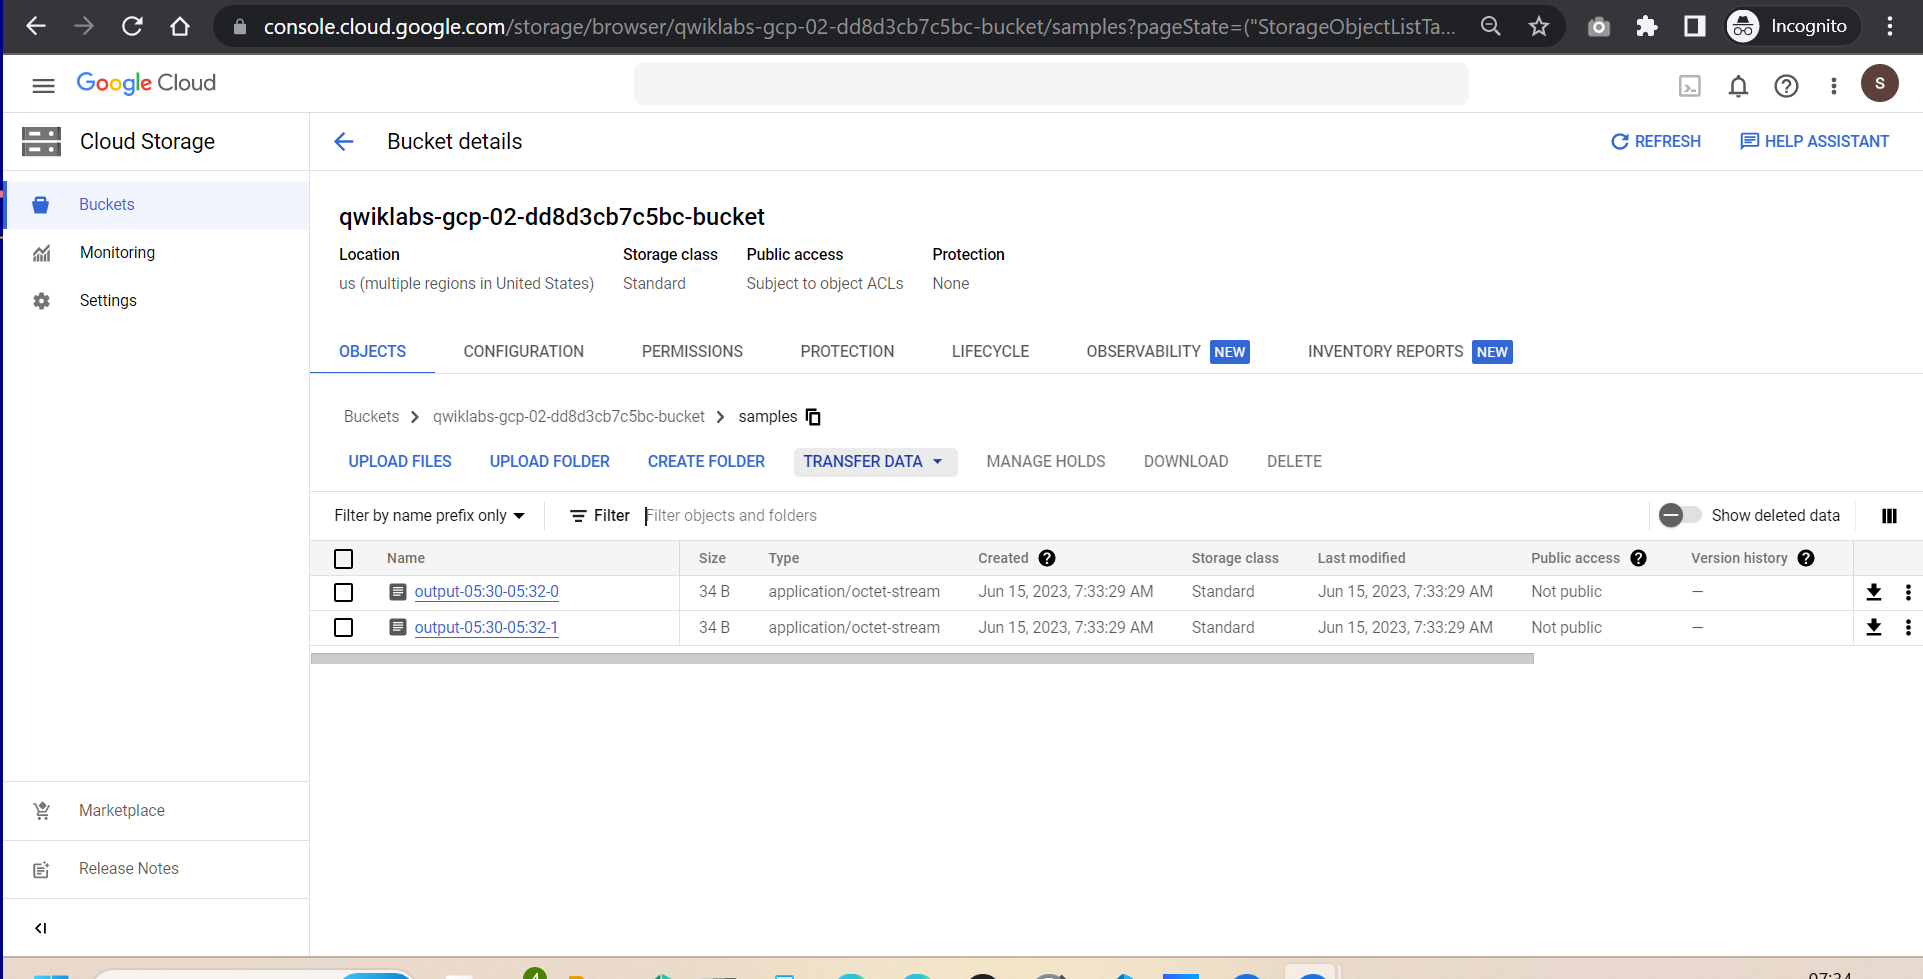 console.cloud.google.com/storage/browser/qwiklabs-gcp-02-dd8d3cb7c5bc-bucket/samples?pageState=("StorageObjectListTa...
Incognito
Google Cloud
S
Cloud Storage
Bucket details
REFRESH
HELP ASSISTANT
Buckets
Monitoring
Settings
qwiklabs-gcp-02-dd8d3cb7c5bc-bucket
Location Storage class Public access Protection
us (multiple regions in United States) Standard Subject to object ACLs None
OBJECTS CONFIGURATION PERMISSIONS PROTECTION LIFECYCLE OBSERVABILITY NEW INVENTORY REPORTS NEW
Buckets qwiklabs-gcp-02-dd8d3cb7c5bc-bucket samples
UPLOAD FILES UPLOAD FOLDER CREATE FOLDER TRANSFER DATA MANAGE HOLDS DOWNLOAD DELETE
Filter by name prefix only Filter Filter objects and folders Show deleted data
Name Size Type Created Storage class Last modified Public access Version history
output-05:30-05:32-0 34 B application/octet-stream Jun 15, 2023, 7:33:29 AM Standard Jun 15, 2023, 7:33:29 AM Not public —
output-05:30-05:32-1 34 B application/octet-stream Jun 15, 2023, 7:33:29 AM Standard Jun 15, 2023, 7:33:29 AM Not public —
Marketplace
Release Notes
4
07:34